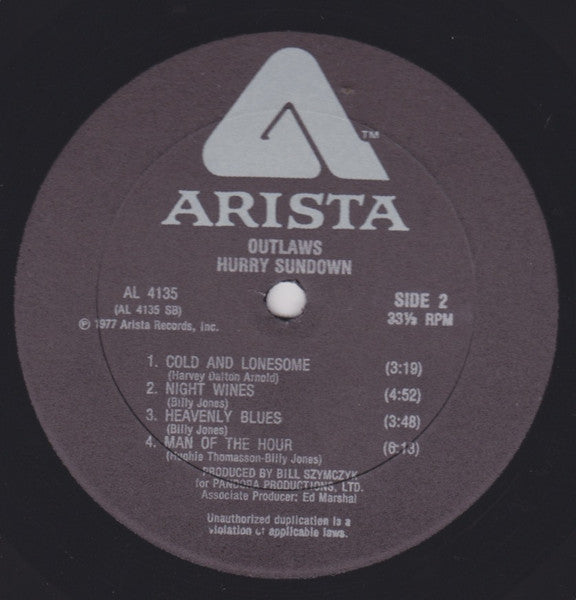 TM
ARISTA
OUTLAWS
HURRY SUNDOWN
AL 4135
(AL 4135 SB)
℗ 1977 Arista Records, Inc.
SIDE 2
33⅓ RPM
1. COLD AND LONESOME (3:19)
(Harvey Dalton Arnold)
2. NIGHT WINES (4:52)
(Billy Jones)
3. HEAVENLY BLUES (3:48)
(Billy Jones)
4. MAN OF THE HOUR (6:13)
(Hughie Thomasson-Billy Jones)
PRODUCED BY BILL SZYMCZYK
for PANDORA PRODUCTIONS, LTD.
Associate Producer: Ed Marshal
Unauthorized duplication is a
violation of applicable laws.